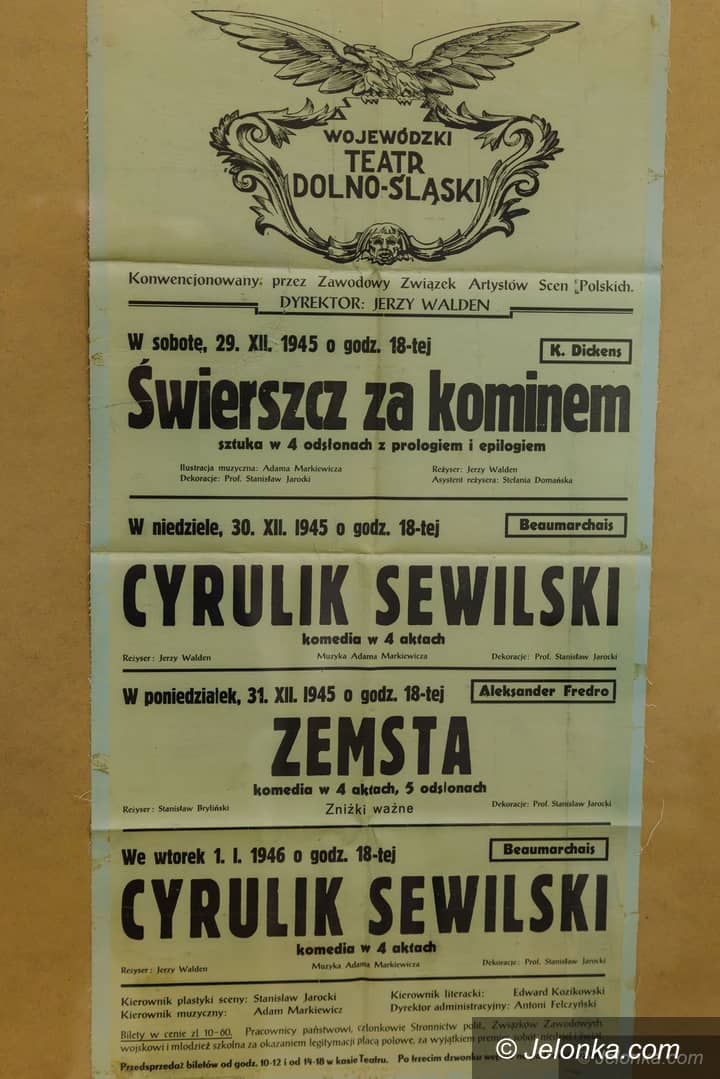 WOJEWÓDZKI
TEATR
DOLNO-ŚLĄSKI
Konwencjonowany, przez Zawodowy Związek Artystów Scen Polskich.
DYREKTOR: JERZY WALDEN
W sobotę, 29. XII. 1945 o godz. 18-tej
K. Dickens
Świerszcz za kominem
sztuka w 4 odsłonach z prologiem i epilogiem
Ilustracja muzyczna: Adama Markiewicza
Reżyser: Jerzy Walden
Dekoracje: Prof. Stanisław Jarocki
Asystent reżysera: Stefania Domańska
W niedziele, 30. XII. 1945 o godz. 18-tej
Beaumarchais
CYRULIK SEWILSKI
komedia w 4 aktach
Reżyser: Jerzy Walden
Muzyka Adama Markiewicza
Dekoracje: Prof. Stanisław Jarocki
W poniedziałek, 31. XII. 1945 o godz. 18-tej
Aleksander Fredro
ZEMSTA
komedia w 4 aktach, 5 odsłonach
Reżyser: Stanisław Bryliński
Zniżki ważne
Dekoracje: Prof. Stanisław Jarocki
We wtorek 1. I. 1946 o godz. 18-tej
Beaumarchais
CYRULIK SEWILSKI
komedia w 4 aktach
Reżyser: Jerzy Walden
Muzyka Adama Markiewicza
Dekoracje: Prof. Stanisław Jarocki
Kierownik plastyki sceny: Stanisław Jarocki
Kierownik literacki: Edward Kozikowski
Kierownik muzyczny: Adam Markiewicz
Dyrektor administracyjny: Antoni Felczyński
Bilety w cenie zł 10-60. Pracownicy państwowi, członkowie Stronnictw polit., Związków Zawodowych
wojskowi i młodzież szkolna za okazaniem legitymacji płacą połowę, za wyjątkiem premier, sobót, niedziel i świąt
Przedsprzedaż biletów od godz. 10-12 i od 14-18 w kasie Teatru. Po trzecim dzwonku
© Jelonka.com
© Jelonka.com